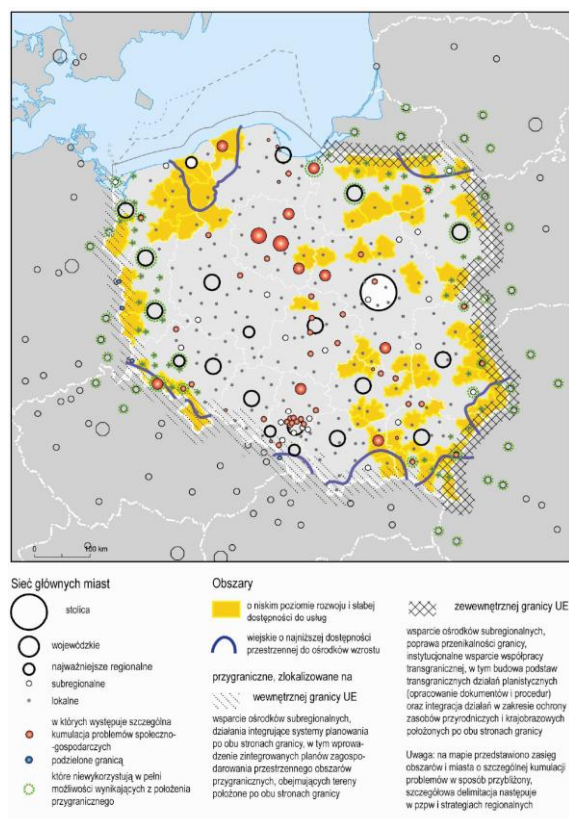 0
100 km
Sieć głównych miast
stolica
wojewódzkie
najważniejsze regionalne
subregionalne
lokalne
w których występuje szczególna
kumulacja problemów społeczno-
-gospodarczych
podzielone granicą
które niewykorzystują w pełni
możliwości wynikających z położenia
przygranicznego
Obszary
o niskim poziomie rozwoju i słabej
dostępności do usług
wiejskie o najniższej dostępności
przestrzennej do ośrodków wzrostu
przygraniczne, zlokalizowane na
wewnętrznej granicy UE
wsparcie ośrodków subregionalnych,
działania integrujące systemy planowania
po obu stronach granicy, w tym wprowa-
dzenie zintegrowanych planów zagospo-
darowania przestrzennego obszarów
przygranicznych, obejmujących tereny
położone po obu stronach granicy
zewewnętrznej granicy UE
wsparcie ośrodków subregionalnych,
poprawa przenikalności granicy,
instytucjonalne wsparcie współpracy
transgranicznej, w tym budowa podstaw
transgranicznych działań planistycznych
(opracowanie dokumentów i procedur)
oraz integracja działań w zakresie ochrony
zasobów przyrodniczych i krajobrazowych
położonych po obu stronach granicy
Uwaga: na mapie przedstawiono zasięg
obszarów i miasta o szczególnej kumulacji
problemów w sposób przybliżony,
szczegółowa delimitacja następuje
w pzpw i strategiach regionalnych